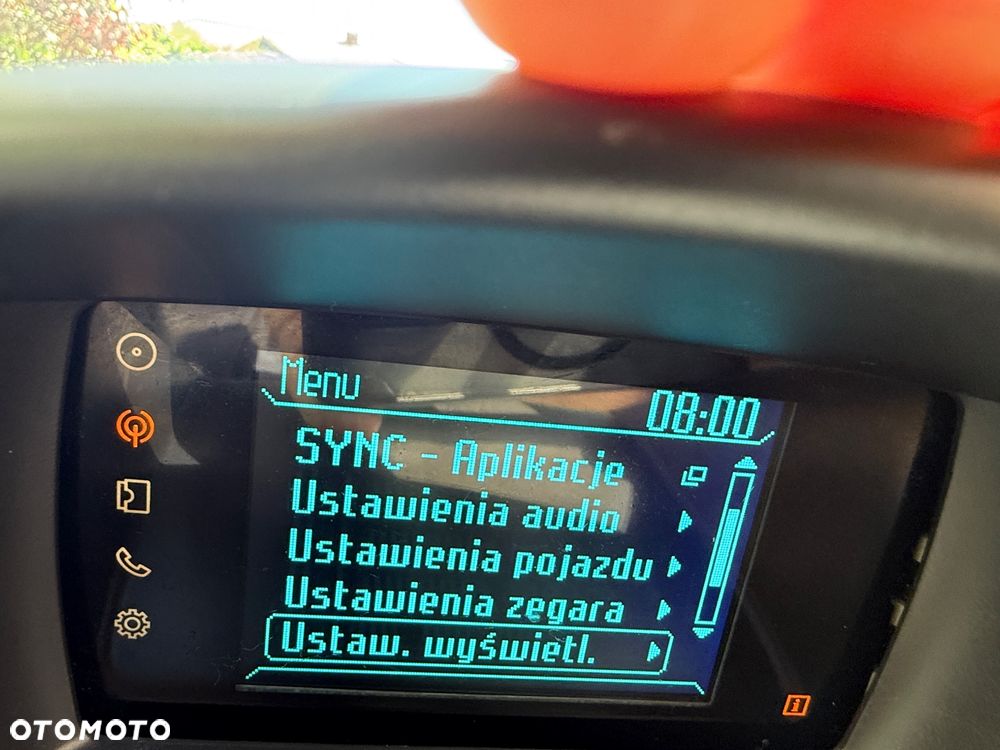 Menu
08:00
SYNC - Aplikacje
Ustawienia audio
Ustawienia pojazdu
Ustawienia zegara
Ustaw. wyświetl.
i
OTOMOTO